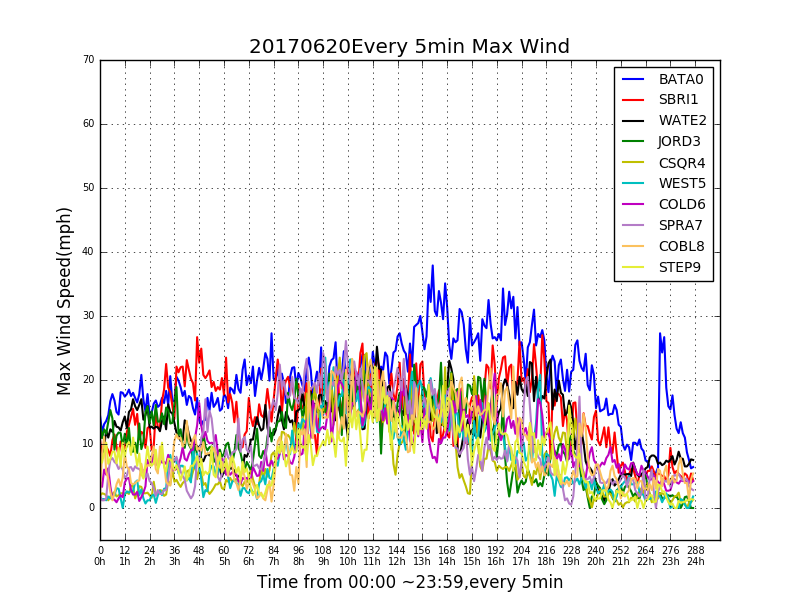 20170620Every 5min Max Wind
70
60
50
40
30
20
10
0
Max Wind Speed(mph)
BATA0
SBRI1
WATE2
JORD3
CSQR4
WEST5
COLD6
SPRA7
COBL8
STEP9
0 12 24 36 48 60 72 84 96 108 120 132 144 156 168 180 192 204 216 228 240 252 264 276 288
0h 1h 2h 3h 4h 5h 6h 7h 8h 9h 10h 11h 12h 13h 14h 15h 16h 17h 18h 19h 20h 21h 22h 23h 24h
Time from 00:00 ~23:59,every 5min